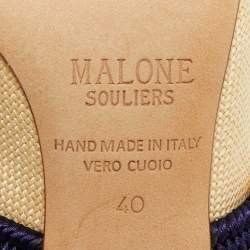 MALONE
SOULIERS
HAND MADE IN ITALY
VERO CUOIO
40